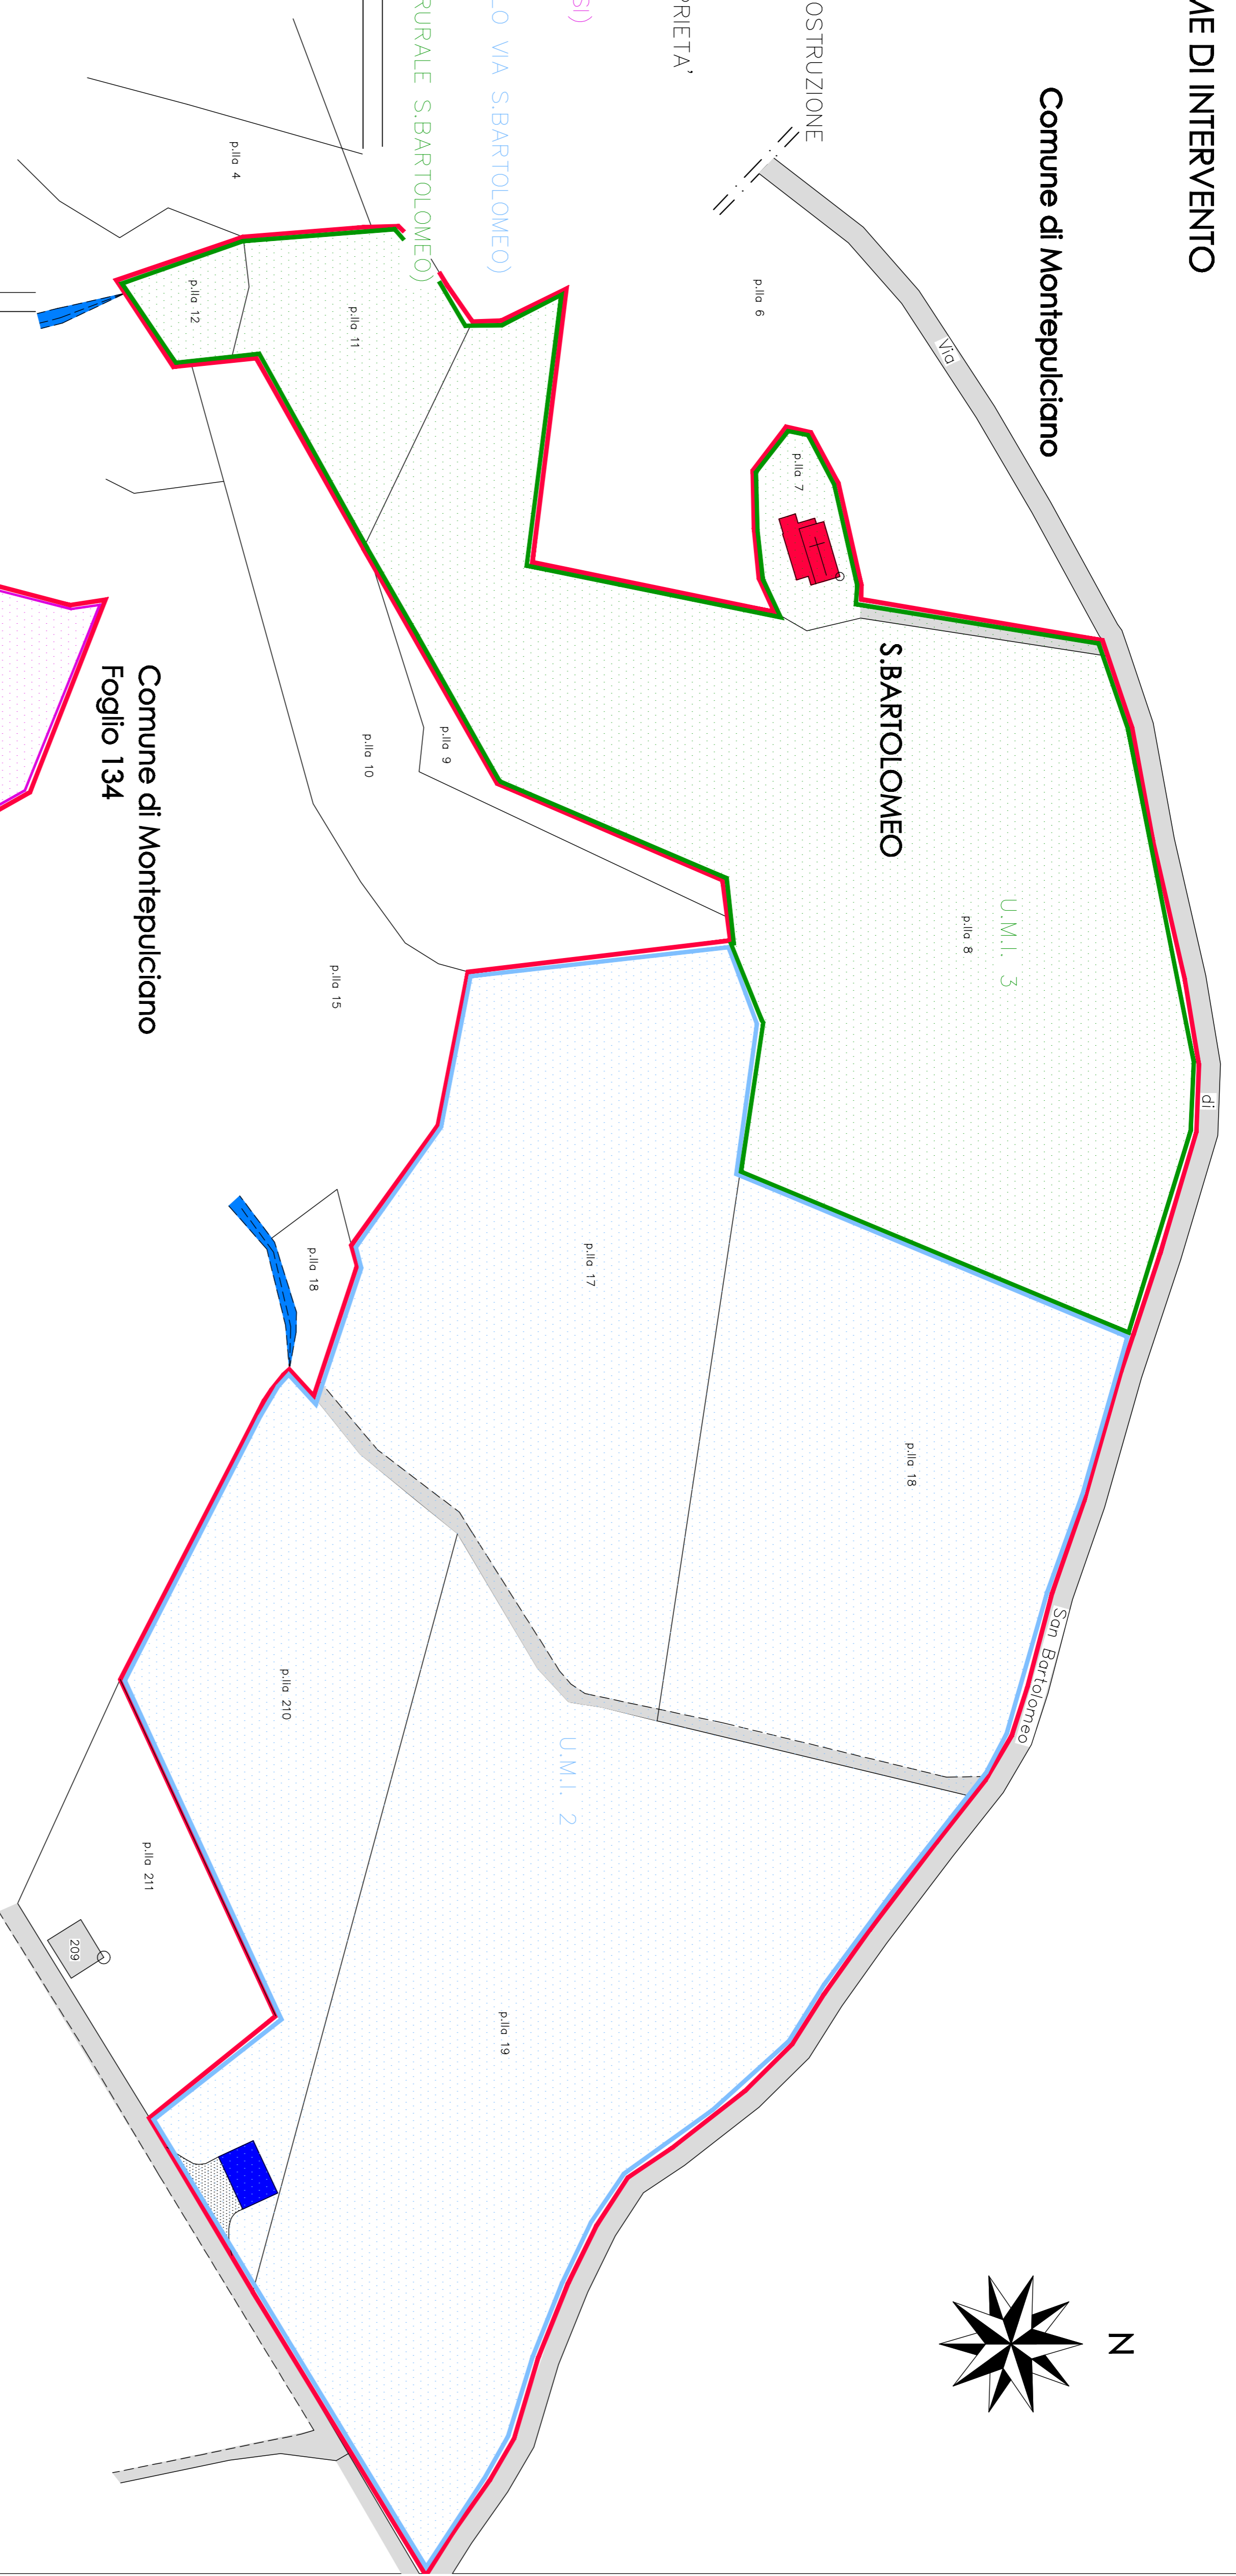 ME DI INTERVENTO
OSTRUZIONE
PRIETA'
SI)
LO VIA S.BARTOLOMEO)
RURALE S.BARTOLOMEO)
Comune di Montepulciano
Via
di
San Bartolomeo
N
p.lla 6
p.lla 7
S.BARTOLOMEO
U.M.I. 3
p.lla 8
p.lla 4
p.lla 11
p.lla 12
p.lla 9
p.lla 10
p.lla 15
Comune di Montepulciano
Foglio 134
p.lla 17
p.lla 18
p.lla 18
p.lla 210
U.M.I. 2
p.lla 19
p.lla 211
209